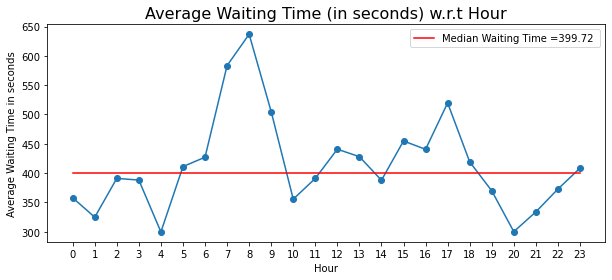 Average Waiting Time (in seconds) w.r.t Hour
Median Waiting Time =399.72
650
600
550
500
450
400
350
300
Average Waiting Time in seconds
0 1 2 3 4 5 6 7 8 9 10 11 12 13 14 15 16 17 18 19 20 21 22 23
Hour